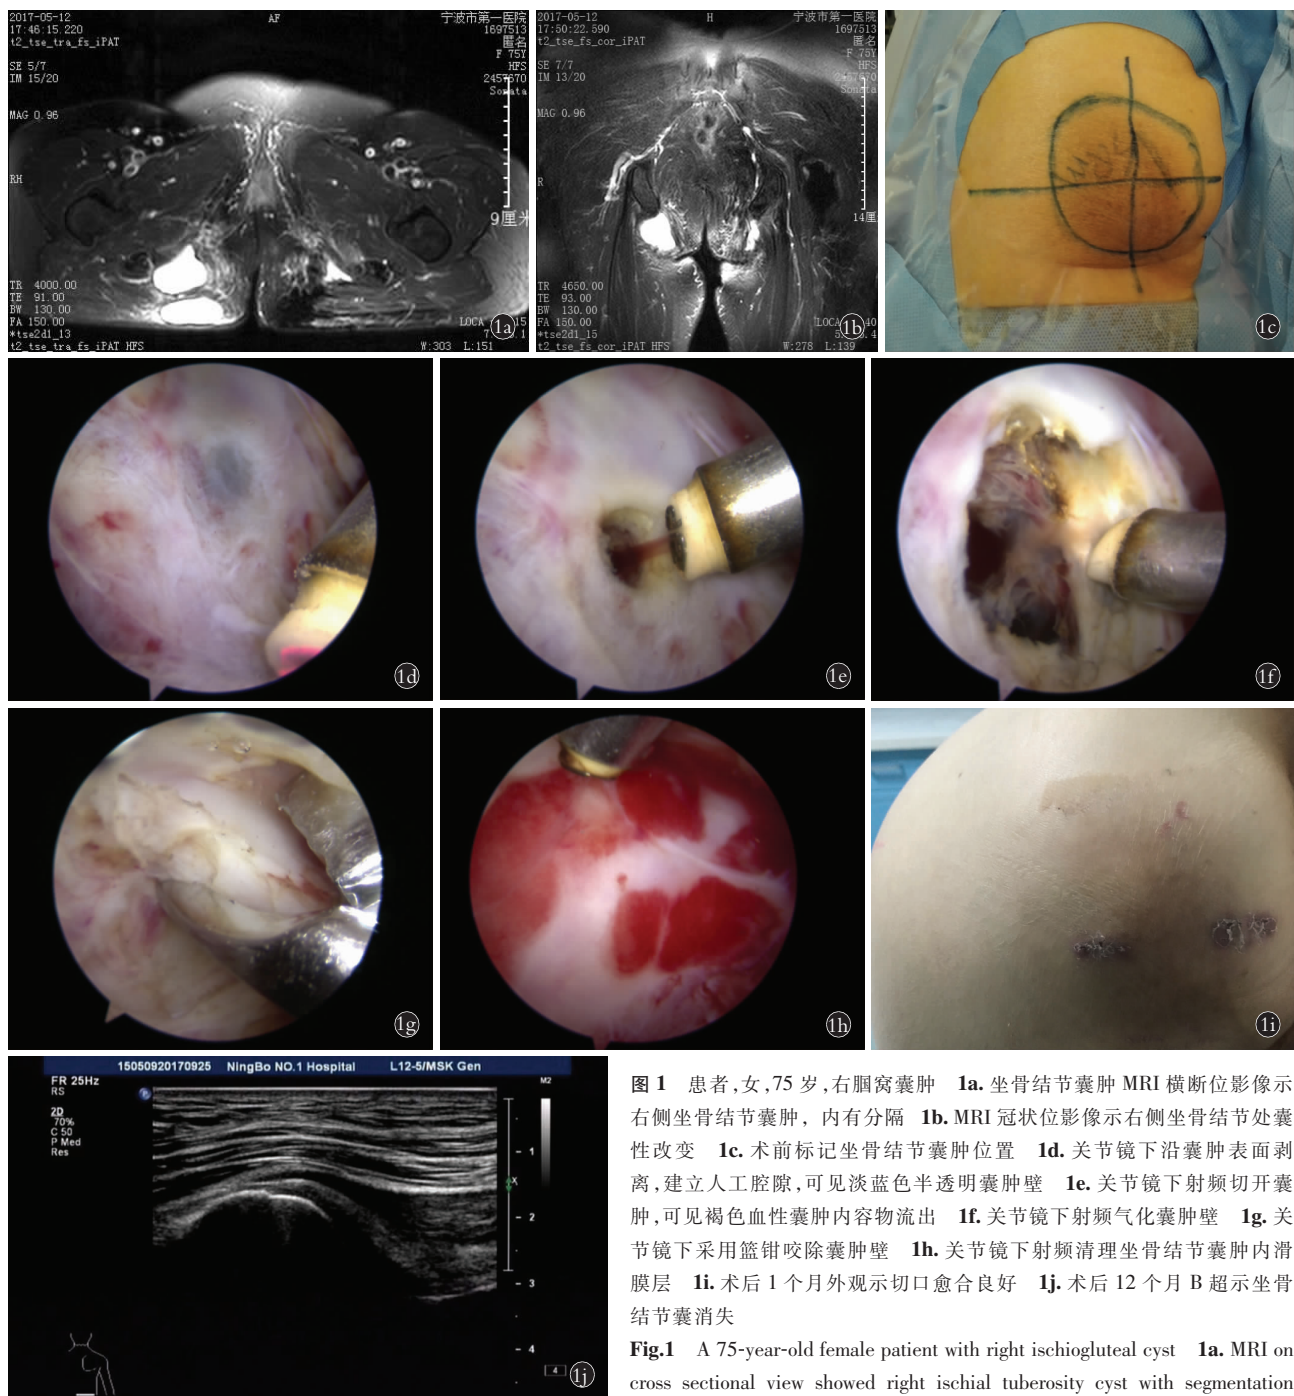 2017-05-12
17:46:15.220
t2_tse_tra_fs_iPAT
SE 5/7
IM 15/20
MAG 0.96
RH
TR 4000.00
TE 91.00
BW 130.00
FA 150.00
*tse2d1_13
t2_tse_tra_fs_iPAT HFS
AF
宁波市第一医院
1697513
匿名
F 75Y
HFS
2457670
Sonata
9厘米
LOCA
W:303 L:151
1a
2017-05-12
17:50:22.590
t2_tse_fs_cor_iPAT
SE 7/7
IM 13/20
MAG 0.96
R
TR 4650.00
TE 93.00
BW 130.00
FA 150.00
*tse2d1_15
t2_tse_fs_cor_iPAT HFS
H
宁波市第一医院
1697513
匿名
F 75Y
HFS
2457670
Sonata
14厘
LOCA
W:278 L:139
1b
1c
1d
1e
1f
1g
1h
1i
15050920170925 NingBo NO.1 Hospital L12-5/MSK Gen
FR 25Hz
RS
2D
70%
C 50
P Med
Res
M2
1
X
2
3
4
4
1j
图 1 患者,女,75 岁,右腘窝囊肿 1a. 坐骨结节囊肿 MRI 横断位影像示
右侧坐骨结节囊肿，内有分隔 1b. MRI 冠状位影像示右侧坐骨结节处囊
性改变 1c. 术前标记坐骨结节囊肿位置 1d. 关节镜下沿囊肿表面剥
离,建立人工腔隙,可见淡蓝色半透明囊肿壁 1e. 关节镜下射频切开囊
肿,可见褐色血性囊肿内容物流出 1f. 关节镜下射频气化囊肿壁 1g. 关
节镜下采用篮钳咬除囊肿壁 1h. 关节镜下射频清理坐骨结节囊肿内滑
膜层 1i. 术后 1 个月外观示切口愈合良好 1j. 术后 12 个月 B 超示坐骨
结节囊消失
Fig.1 A 75-year-old female patient with right ischiogluteal cyst 1a. MRI on
cross sectional view showed right ischial tuberosity cyst with segmentation